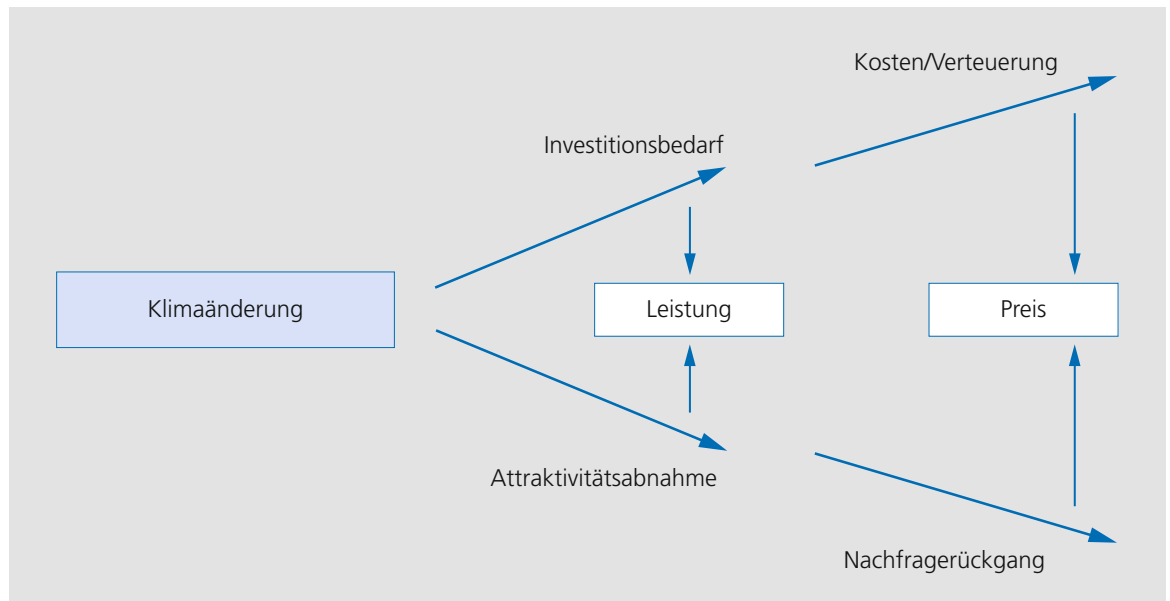 Kosten/Verteuerung
Investitionsbedarf
Klimaänderung
Leistung
Preis
Attraktivitätsabnahme
Nachfragerückgang